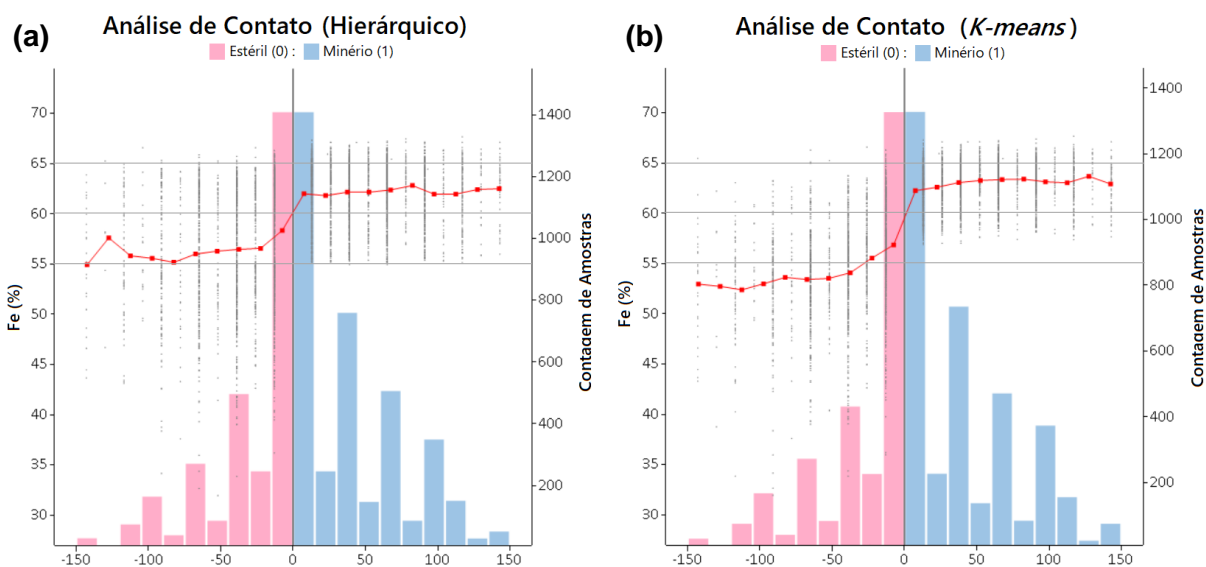 (a)
Análise de Contato (Hierárquico)
Estéril (0) : Minério (1)
70
65
60
55
50
45
40
35
30
Fe (%)
1400
1200
1000
800
600
400
200
Contagem de Amostras
-150 -100 -50 0 50 100 150
(b)
Análise de Contato (K-means)
Estéril (0) : Minério (1)
70
65
60
55
50
45
40
35
30
Fe (%)
1400
1200
1000
800
600
400
200
Contagem de Amostras
-150 -100 -50 0 50 100 150